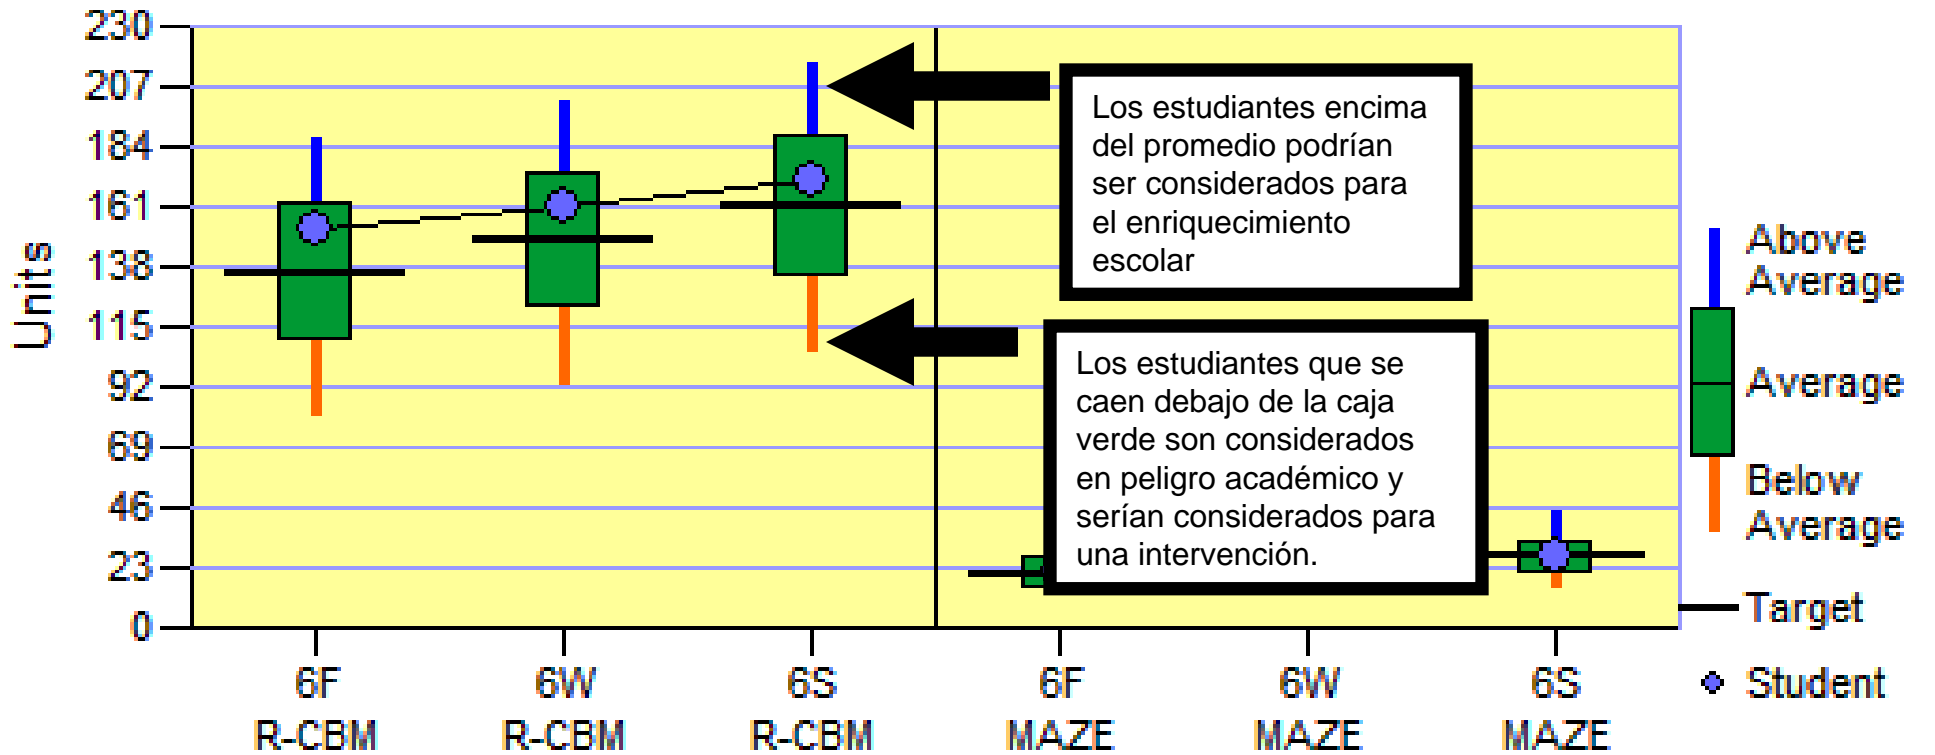 230
207
184
161
138
115
92
69
46
23
0
Units
Los estudiantes encima
del promedio podrían
ser considerados para
el enriquecimiento
escolar
Los estudiantes que se
caen debajo de la caja
verde son considerados
en peligro académico y
serían considerados para
una intervención.
6F
R-CBM
6W
R-CBM
6S
R-CBM
6F
MAZE
6W
MAZE
6S
MAZE
Above
Average
Average
Below
Average
Target
Student